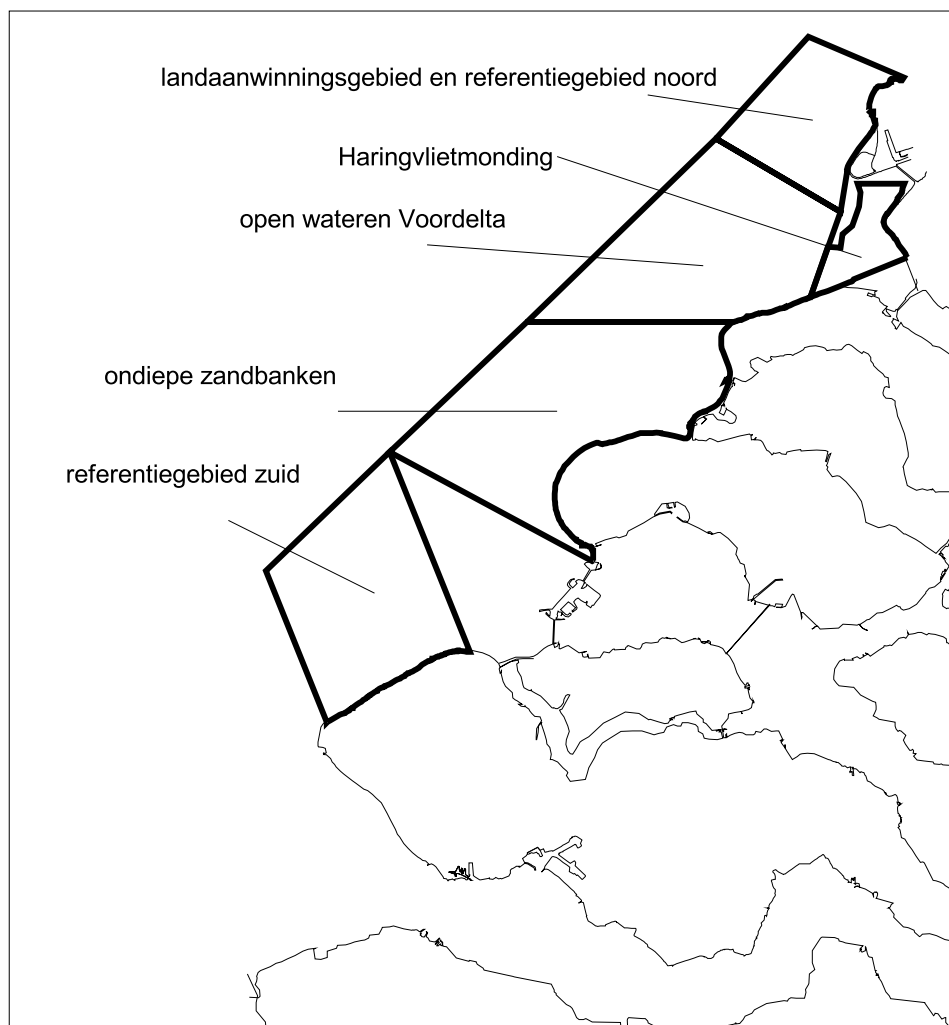 landaanwinningsgebied en referentiegebied noord
Haringvlietmonding
open wateren Voordelta
ondiepe zandbanken
referentiegebied zuid